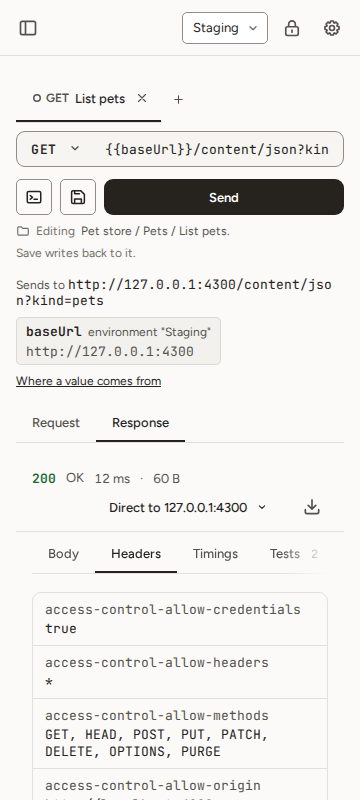 Staging
GET List pets
GET {{baseUrl}}/content/json?kin
Send
Editing Pet store / Pets / List pets.
Save writes back to it.
Sends to http://127.0.0.1:4300/content/jso
n?kind=pets
baseUrl environment "Staging"
http://127.0.0.1:4300
Where a value comes from
Request Response
200 OK 12 ms · 60 B
Direct to 127.0.0.1:4300
Body Headers Timings Tests 2
access-control-allow-credentials
true
access-control-allow-headers
*
access-control-allow-methods
GET, HEAD, POST, PUT, PATCH,
DELETE, OPTIONS, PURGE
access-control-allow-origin